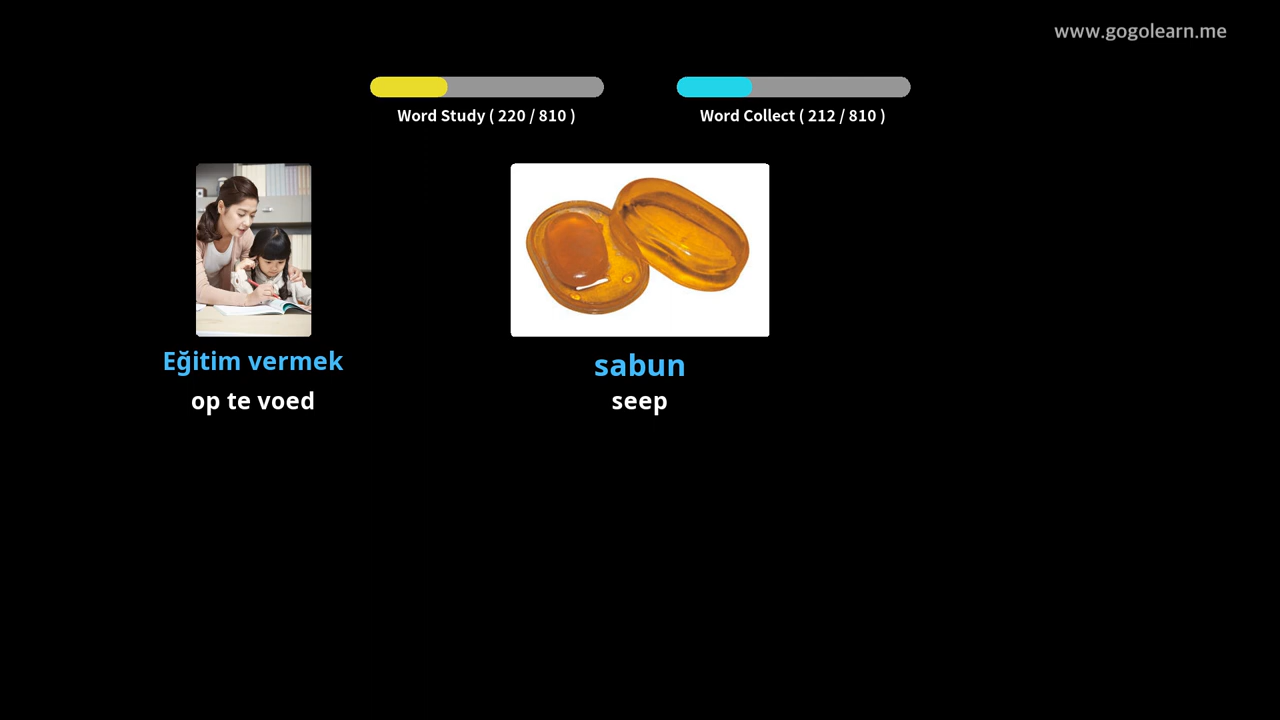 www.gogolearn.me
Word Study ( 220 / 810 )
Word Collect ( 212 / 810 )
Eğitim vermek
op te voed
sabun
seep